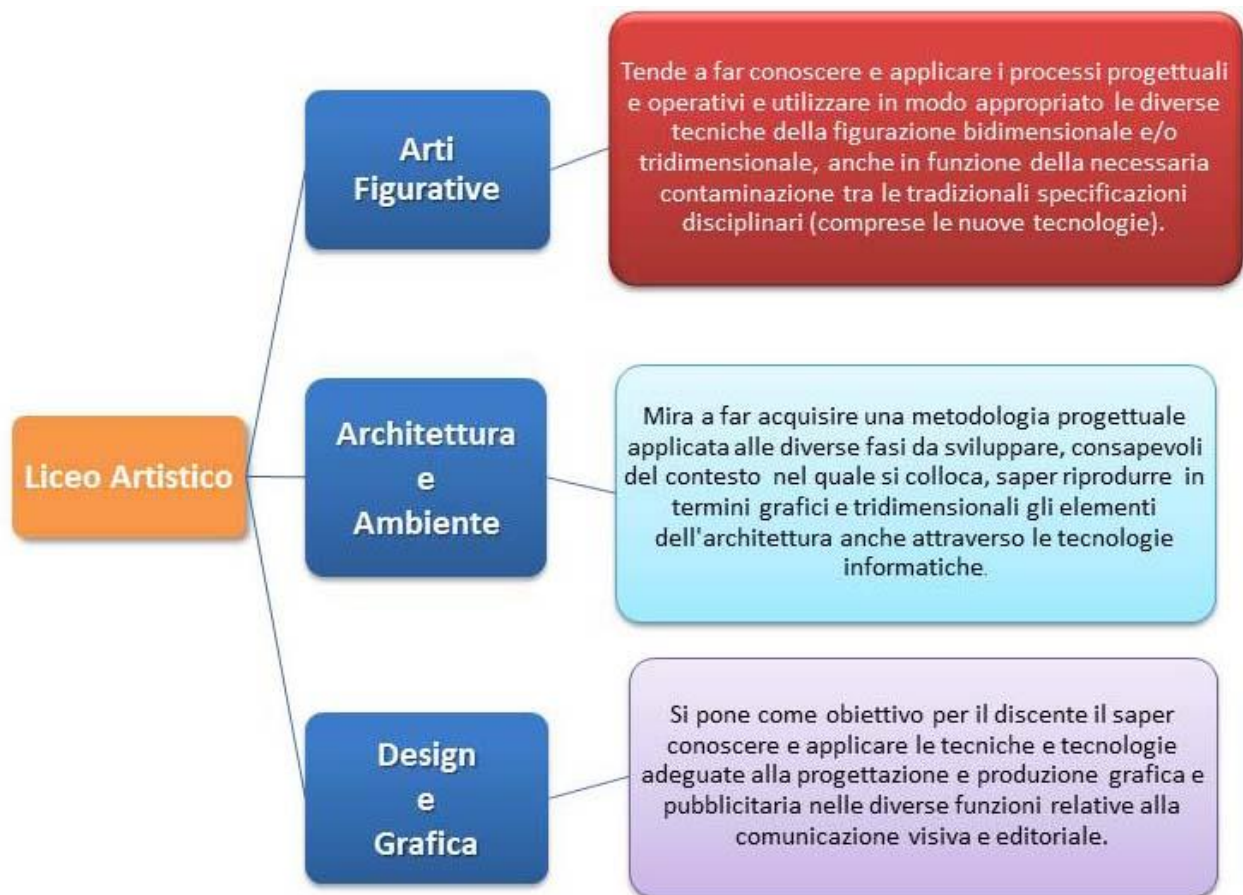 Liceo Artistico
Arti
Figurative
Tende a far conoscere e applicare i processi progettuali
e operativi e utilizzare in modo appropriato le diverse
tecniche della figurazione bidimensionale e/o
tridimensionale, anche in funzione della necessaria
contaminazione tra le tradizionali specificazioni
disciplinari (comprese le nuove tecnologie).
Architettura
e
Ambiente
Mira a far acquisire una metodologia progettuale
applicata alle diverse fasi da sviluppare, consapevoli
del contesto nel quale si colloca, saper riprodurre in
termini grafici e tridimensionali gli elementi
dell'architettura anche attraverso le tecnologie
informatiche.
Design
e
Grafica
Si pone come obiettivo per il discente il saper
conoscere e applicare le tecniche e tecnologie
adeguate alla progettazione e produzione grafica e
pubblicitaria nelle diverse funzioni relative alla
comunicazione visiva e editoriale.